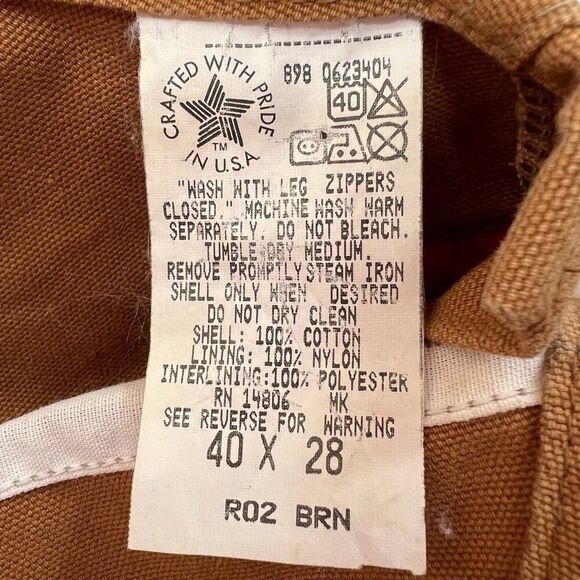 CRAFTED WITH PRIDE
TM
IN U.S.A
898 0623404
40
"WASH WITH LEG ZIPPERS
CLOSED." MACHINE WASH WARM
SEPARATELY. DO NOT BLEACH.
TUMBLE DRY MEDIUM.
REMOVE PROMPTLY STEAM IRON
SHELL ONLY WHEN DESIRED
DO NOT DRY CLEAN
SHELL: 100% COTTON
LINING: 100% NYLON
INTERLINING:100% POLYESTER
RN 14806 MK
SEE REVERSE FOR WARNING
40 X 28
R02 BRN